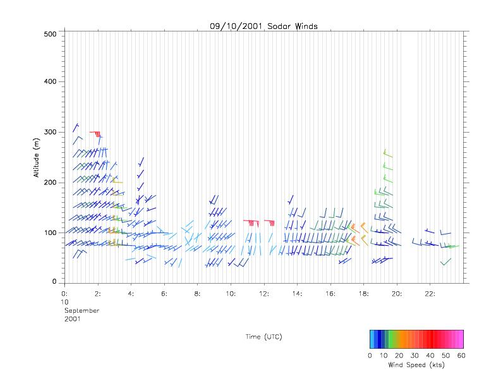 09/10/2001 Sodar Winds
500
400
300
200
100
0
Altitude (m)
0: 2: 4: 6: 8: 10: 12: 14: 16: 18: 20: 22:
10
September
2001
Time (UTC)
0 10 20 30 40 50 60
Wind Speed (kts)